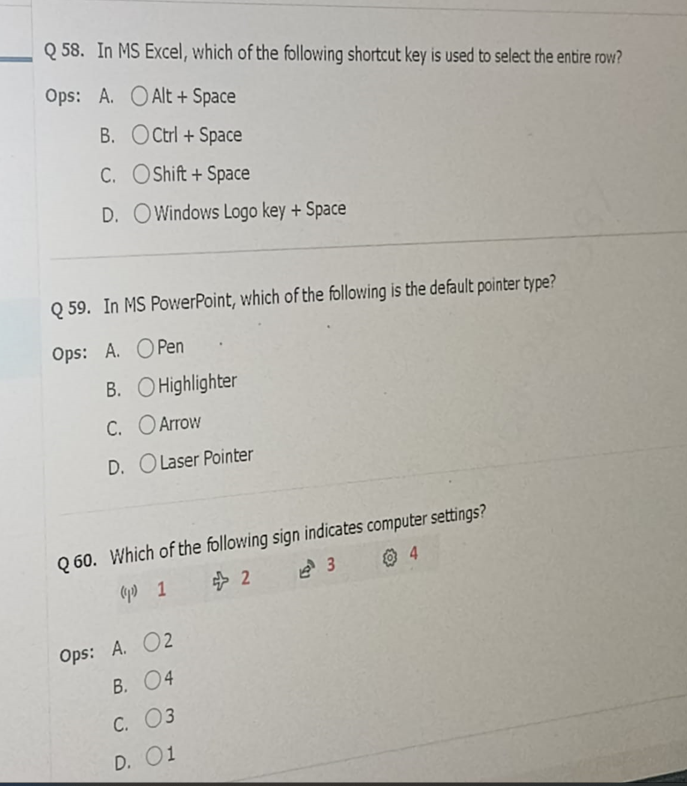 Q 58. In MS Excel, which of the following shortcut key is used to select the entire row?
Ops: A. Alt + Space
B. Ctrl + Space
C. Shift + Space
D. Windows Logo key + Space
Q 59. In MS PowerPoint, which of the following is the default pointer type?
Ops: A. Pen
B. Highlighter
C. Arrow
D. Laser Pointer
Q 60. Which of the following sign indicates computer settings?
1 2 3 4
Ops: A. 2
B. 4
C. 3
D. 1